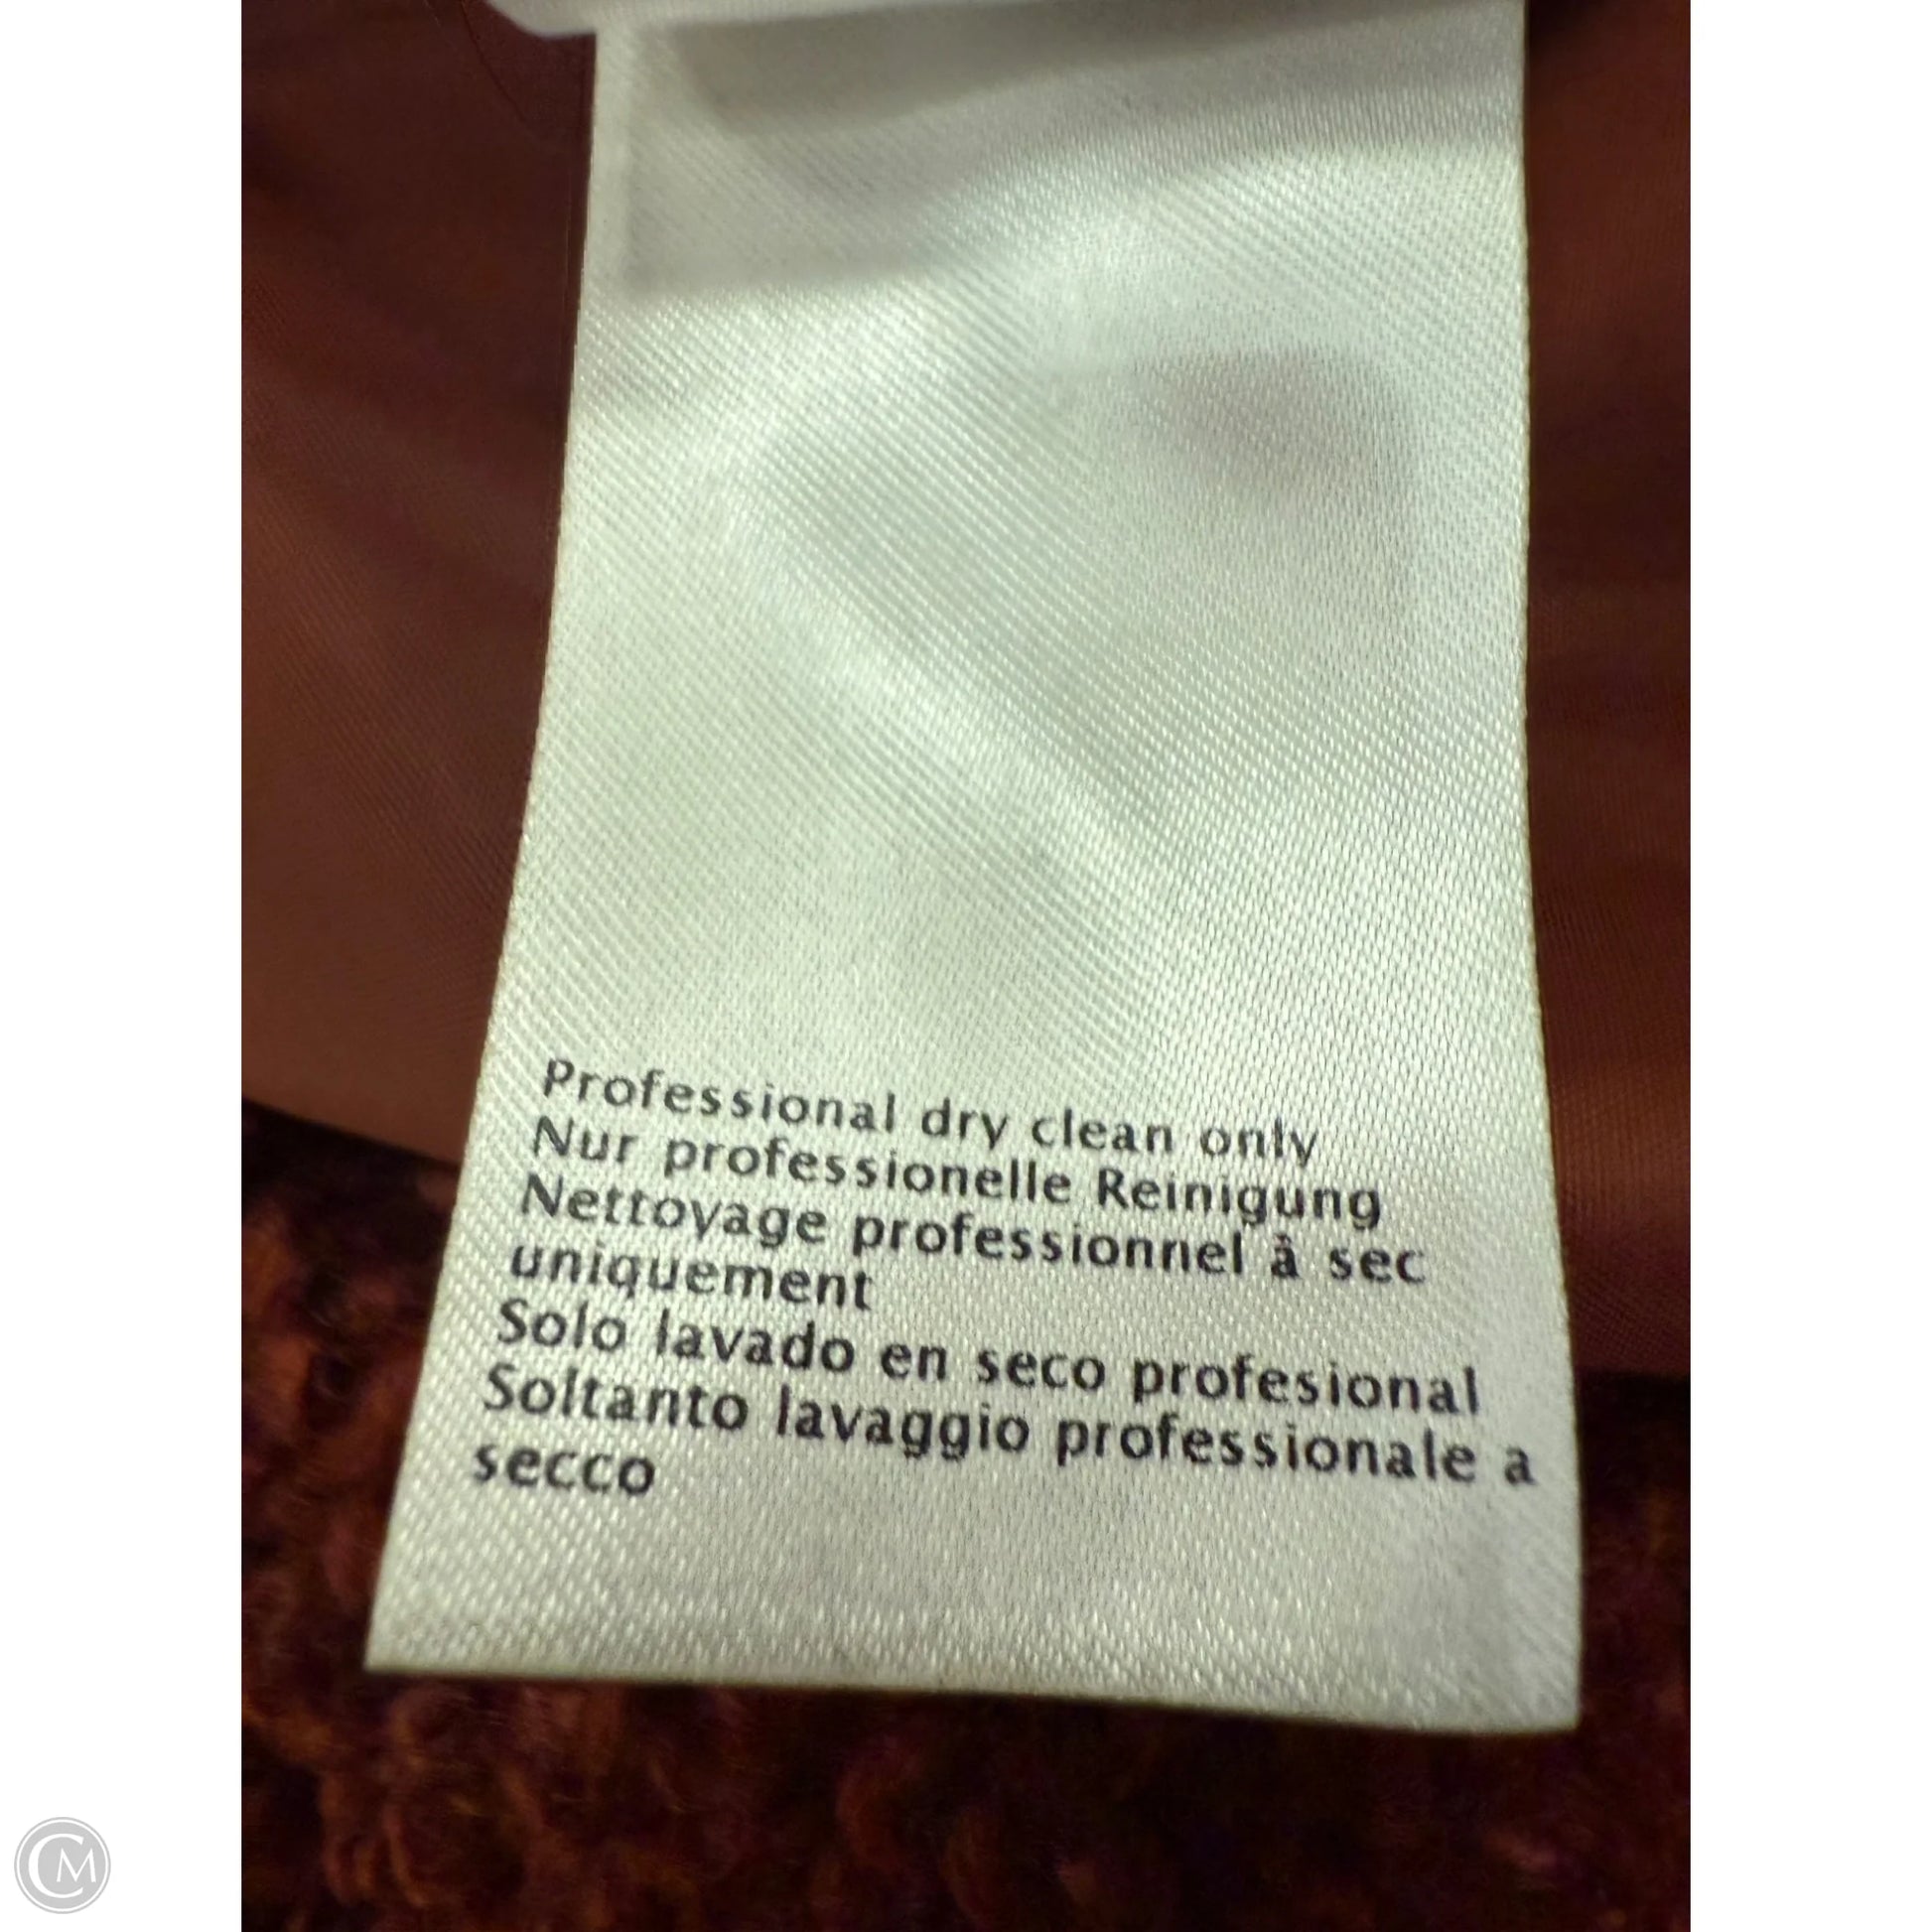 Professional dry clean only
Nur professionelle Reinigung
Nettoyage professionnel à sec
uniquement
Solo lavado en seco profesional
Soltanto lavaggio professionale a
secco
CM